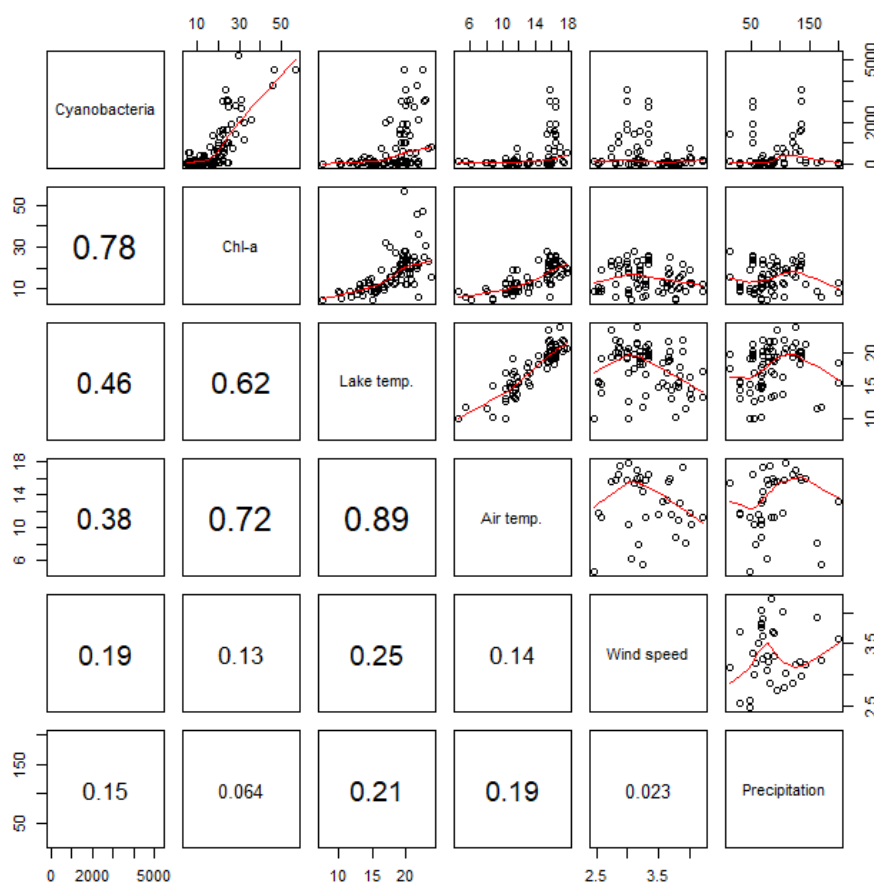 10 30 50
6 10 14 18
50 150
Cyanobacteria
0 2000 5000
10 30 50
0.78
Chl-a
0.46
0.62
Lake temp.
10 15 20
6 10 14 18
0.38
0.72
0.89
Air temp.
0.19
0.13
0.25
0.14
Wind speed
2.5 3.5
50 150
0.15
0.064
0.21
0.19
0.023
Precipitation
0 2000 5000
10 15 20
2.5 3.5